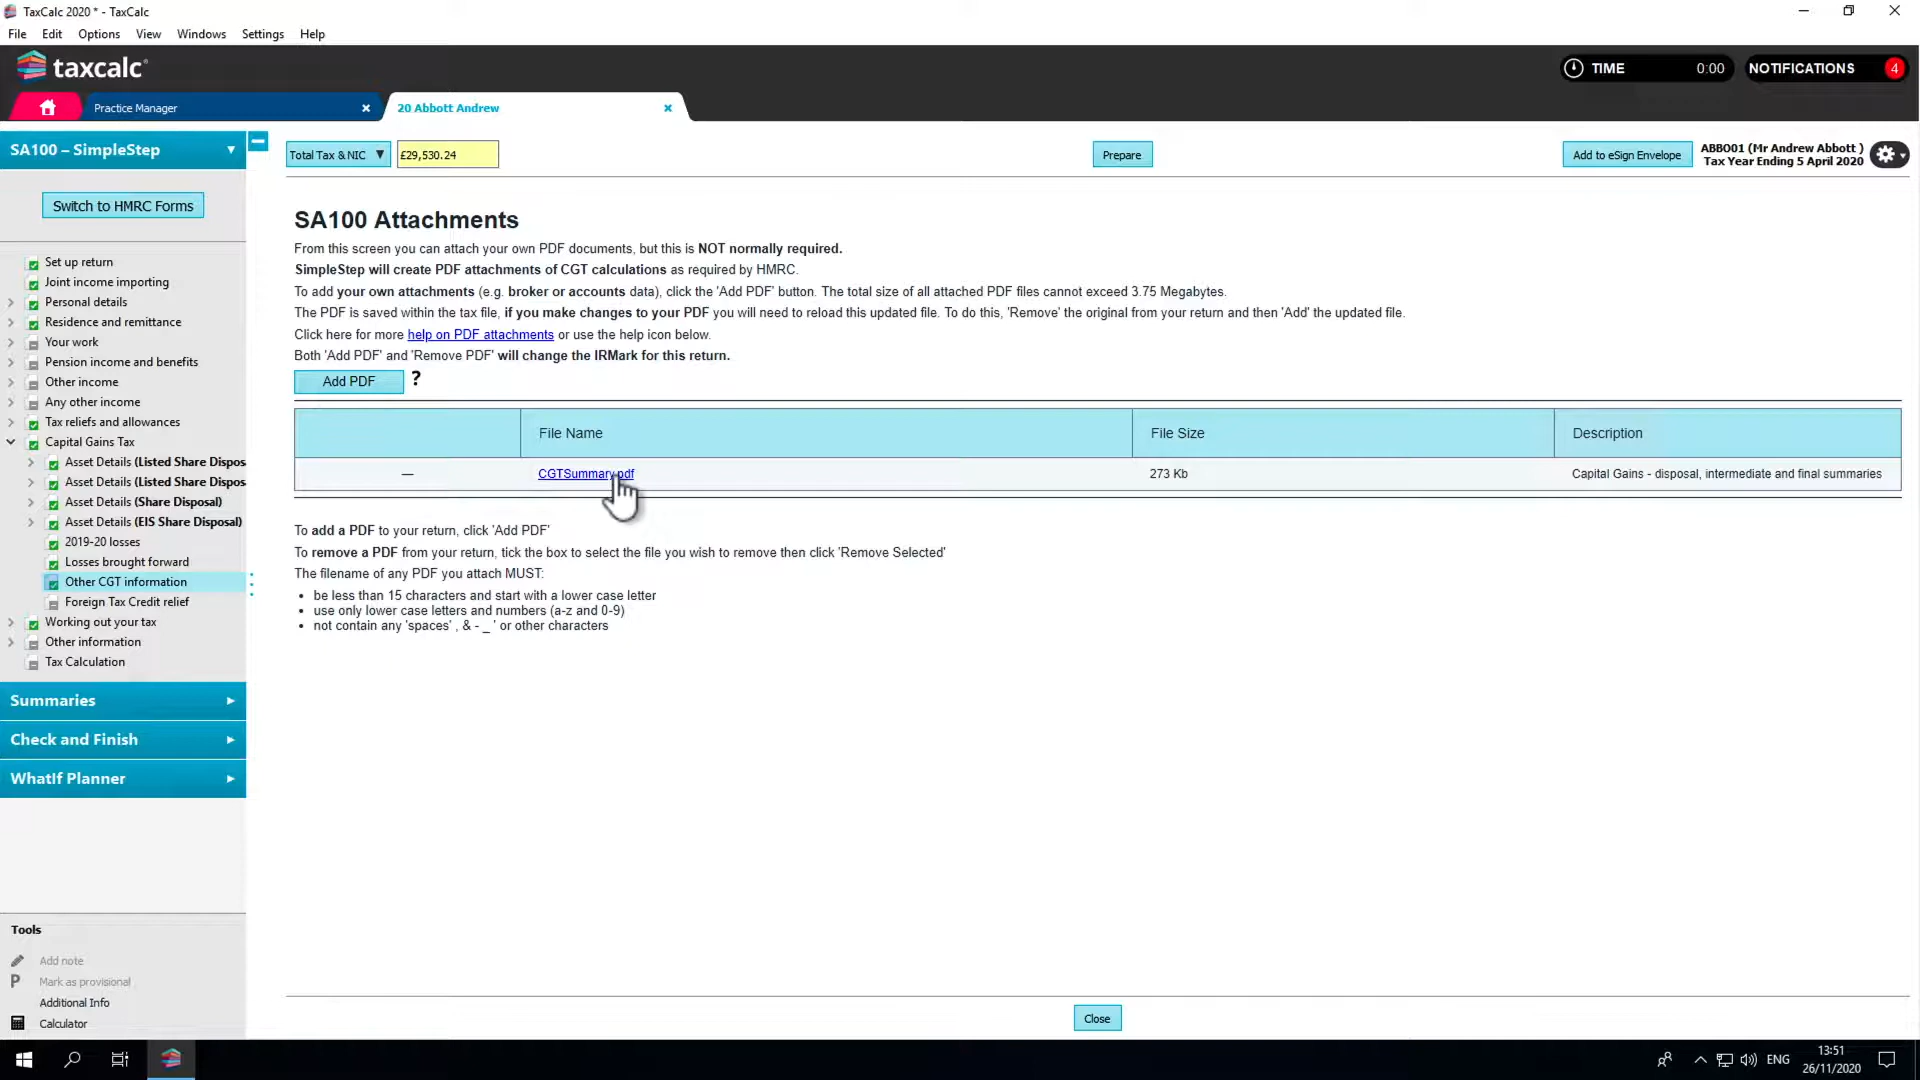 TaxCalc 2020 * - TaxCalc
File Edit Options View Windows Settings Help
taxcalc
TIME 0:00 NOTIFICATIONS 4
Practice Manager
20 Abbott Andrew
SA100 – SimpleStep
Total Tax & NIC £29,530.24
Prepare
Add to eSign Envelope
ABBO01 (Mr Andrew Abbott )
Tax Year Ending 5 April 2020
Switch to HMRC Forms
Set up return
Joint income importing
Personal details
Residence and remittance
Your work
Pension income and benefits
Other income
Any other income
Tax reliefs and allowances
Capital Gains Tax
Asset Details (Listed Share Dispos
Asset Details (Listed Share Dispos
Asset Details (Share Disposal)
Asset Details (EIS Share Disposal)
2019-20 losses
Losses brought forward
Other CGT information
Foreign Tax Credit relief
Working out your tax
Other information
Tax Calculation
Summaries
Check and Finish
WhatIf Planner
Tools
Add note
P Mark as provisional
Additional Info
Calculator
SA100 Attachments
From this screen you can attach your own PDF documents, but this is NOT normally required.
SimpleStep will create PDF attachments of CGT calculations as required by HMRC.
To add your own attachments (e.g. broker or accounts data), click the 'Add PDF' button. The total size of all attached PDF files cannot exceed 3.75 Megabytes.
The PDF is saved within the tax file, if you make changes to your PDF you will need to reload this updated file. To do this, 'Remove' the original from your return and then 'Add' the updated file.
Click here for more help on PDF attachments or use the help icon below.
Both 'Add PDF' and 'Remove PDF' will change the IRMark for this return.
Add PDF ?
File Name File Size Description
— CGTSummary.pdf 273 Kb Capital Gains - disposal, intermediate and final summaries
To add a PDF to your return, click 'Add PDF'
To remove a PDF from your return, tick the box to select the file you wish to remove then click 'Remove Selected'
The filename of any PDF you attach MUST:
• be less than 15 characters and start with a lower case letter
• use only lower case letters and numbers (a-z and 0-9)
• not contain any 'spaces' , & - _ ' or other characters
Close
ENG
13:51
26/11/2020